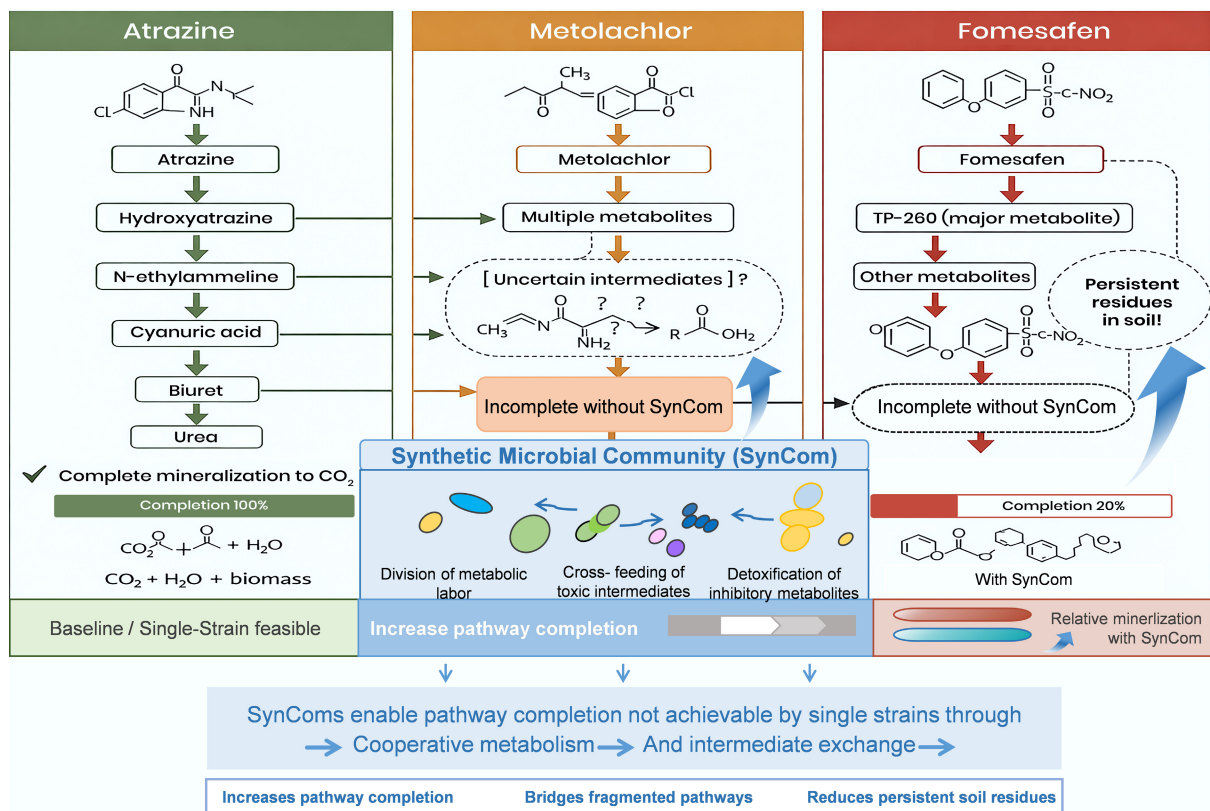 Atrazine
Metolachlor
Fomesafen
O
N
Cl
NH
CH3
O
O
Cl
O
O
S
C
NO2
O
O
Atrazine
Metolachlor
Fomesafen
Hydroxyatrazine
Multiple metabolites
TP-260 (major metabolite)
N-ethylammeline
[ Uncertain intermediates ] ?
Other metabolites
Persistent
residues
in soil!
Cyanuric acid
O
?
?
?
CH3
N
NH2
R
O
OH2
O
O
S
C
NO2
O
O
Biuret
Incomplete without SynCom
Incomplete without SynCom
Urea
Complete mineralization to CO2
Completion 100%
CO2
O
+
O
+ H2O
CO2 + H2O + biomass
Baseline / Single-Strain feasible
Synthetic Microbial Community (SynCom)
Division of metabolic
labor
Cross- feeding of
toxic intermediates
Detoxification of
inhibitory metabolites
Increase pathway completion
Completion 20%
O
O
O
O
With SynCom
Relative minerlization
with SynCom
SynComs enable pathway completion not achievable by single strains through
Cooperative metabolism
And intermediate exchange
Increases pathway completion
Bridges fragmented pathways
Reduces persistent soil residues